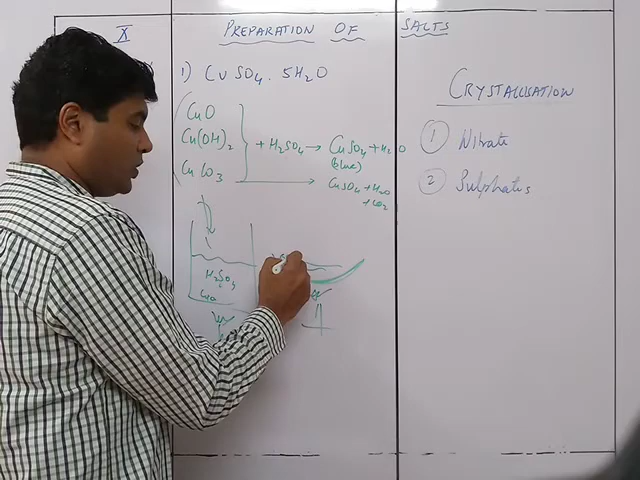 X
PREPARATION OF SALTS
1) CuSO4 . 5H2O
CuO
Cu(OH)2
CuCO3
+ H2SO4 → CuSO4 + H2O
(blue)
→ CuSO4 + H2O
+ CO2
H2SO4
CuO
CRYSTALLISATION
1 Nitrate
2 Sulphates